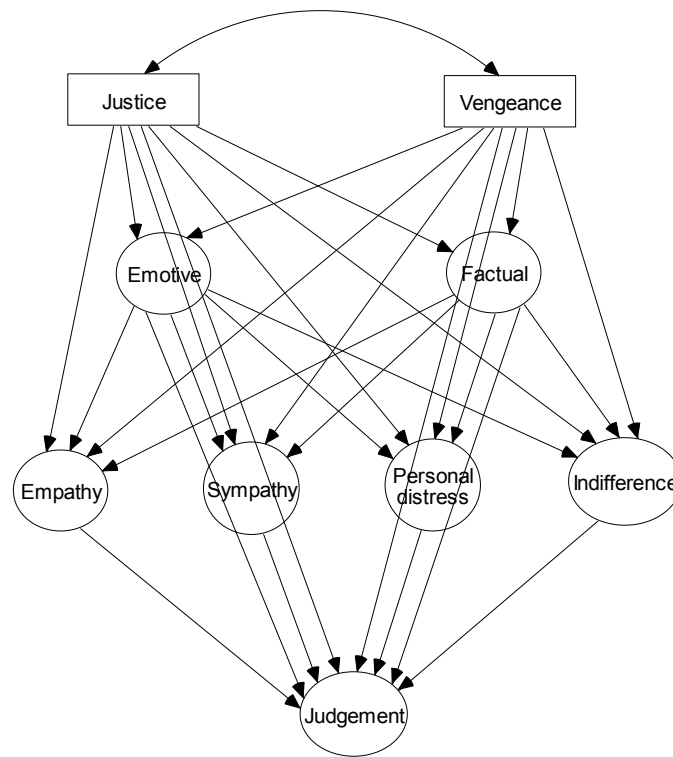 Justice
Vengeance
Emotive
Factual
Empathy
Sympathy
Personal
distress
Indifference
Judgement